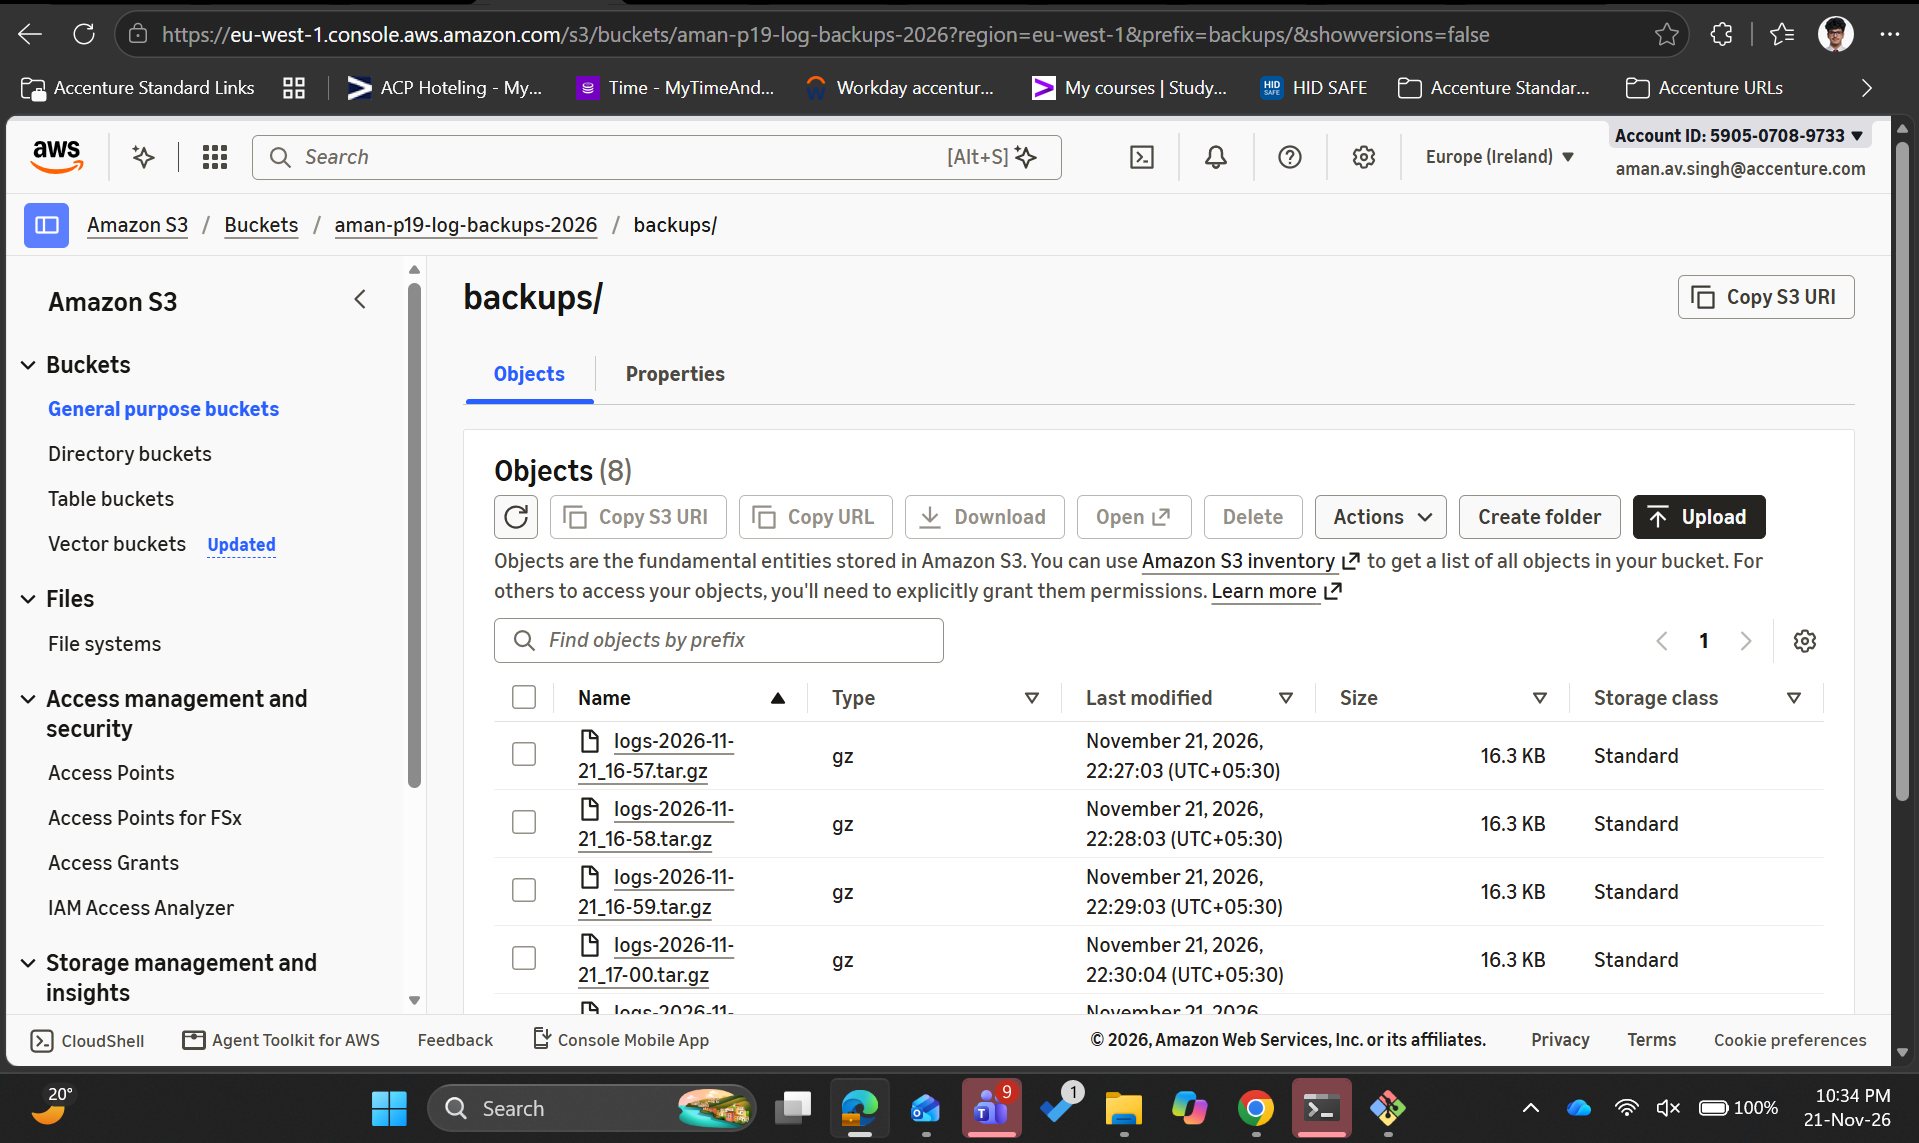 https://eu-west-1.console.aws.amazon.com/s3/buckets/aman-p19-log-backups-2026?region=eu-west-1&prefix=backups/&showversions=false
Accenture Standard Links
ACP Hoteling - My...
Time - MyTimeAnd...
Workday accentur...
My courses | Study...
HID SAFE
HID SAFE
Accenture Standar...
Accenture URLs
aws
Search
[Alt+S]
Europe (Ireland)
Account ID: 5905-0708-9733
aman.av.singh@accenture.com
Amazon S3 / Buckets / aman-p19-log-backups-2026 / backups/
Amazon S3
Buckets
General purpose buckets
Directory buckets
Table buckets
Vector buckets Updated
Files
File systems
Access management and
security
Access Points
Access Points for FSx
Access Grants
IAM Access Analyzer
Storage management and
insights
backups/
Copy S3 URI
Objects
Properties
Objects (8)
Copy S3 URI
Copy URL
Download
Open
Delete
Actions
Create folder
Upload
Objects are the fundamental entities stored in Amazon S3. You can use Amazon S3 inventory to get a list of all objects in your bucket. For
others to access your objects, you'll need to explicitly grant them permissions. Learn more
Find objects by prefix
1
Name
Type
Last modified
Size
Storage class
logs-2026-11-
21_16-57.tar.gz
gz
November 21, 2026,
22:27:03 (UTC+05:30)
16.3 KB
Standard
logs-2026-11-
21_16-58.tar.gz
gz
November 21, 2026,
22:28:03 (UTC+05:30)
16.3 KB
Standard
logs-2026-11-
21_16-59.tar.gz
gz
November 21, 2026,
22:29:03 (UTC+05:30)
16.3 KB
Standard
logs-2026-11-
21_17-00.tar.gz
gz
November 21, 2026,
22:30:04 (UTC+05:30)
16.3 KB
Standard
logs-2026-11-
November 21, 2026,
CloudShell
Agent Toolkit for AWS
Feedback
Console Mobile App
© 2026, Amazon Web Services, Inc. or its affiliates.
Privacy
Terms
Cookie preferences
20°
Search
9
1
100%
10:34 PM
21-Nov-26